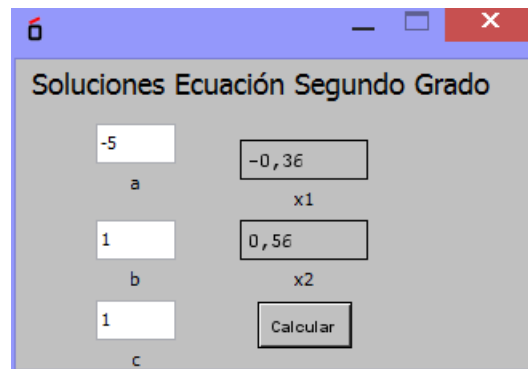 Soluciones Ecuación Segundo Grado
-5
a
-0,36
x1
1
b
0,56
x2
1
c
Calcular